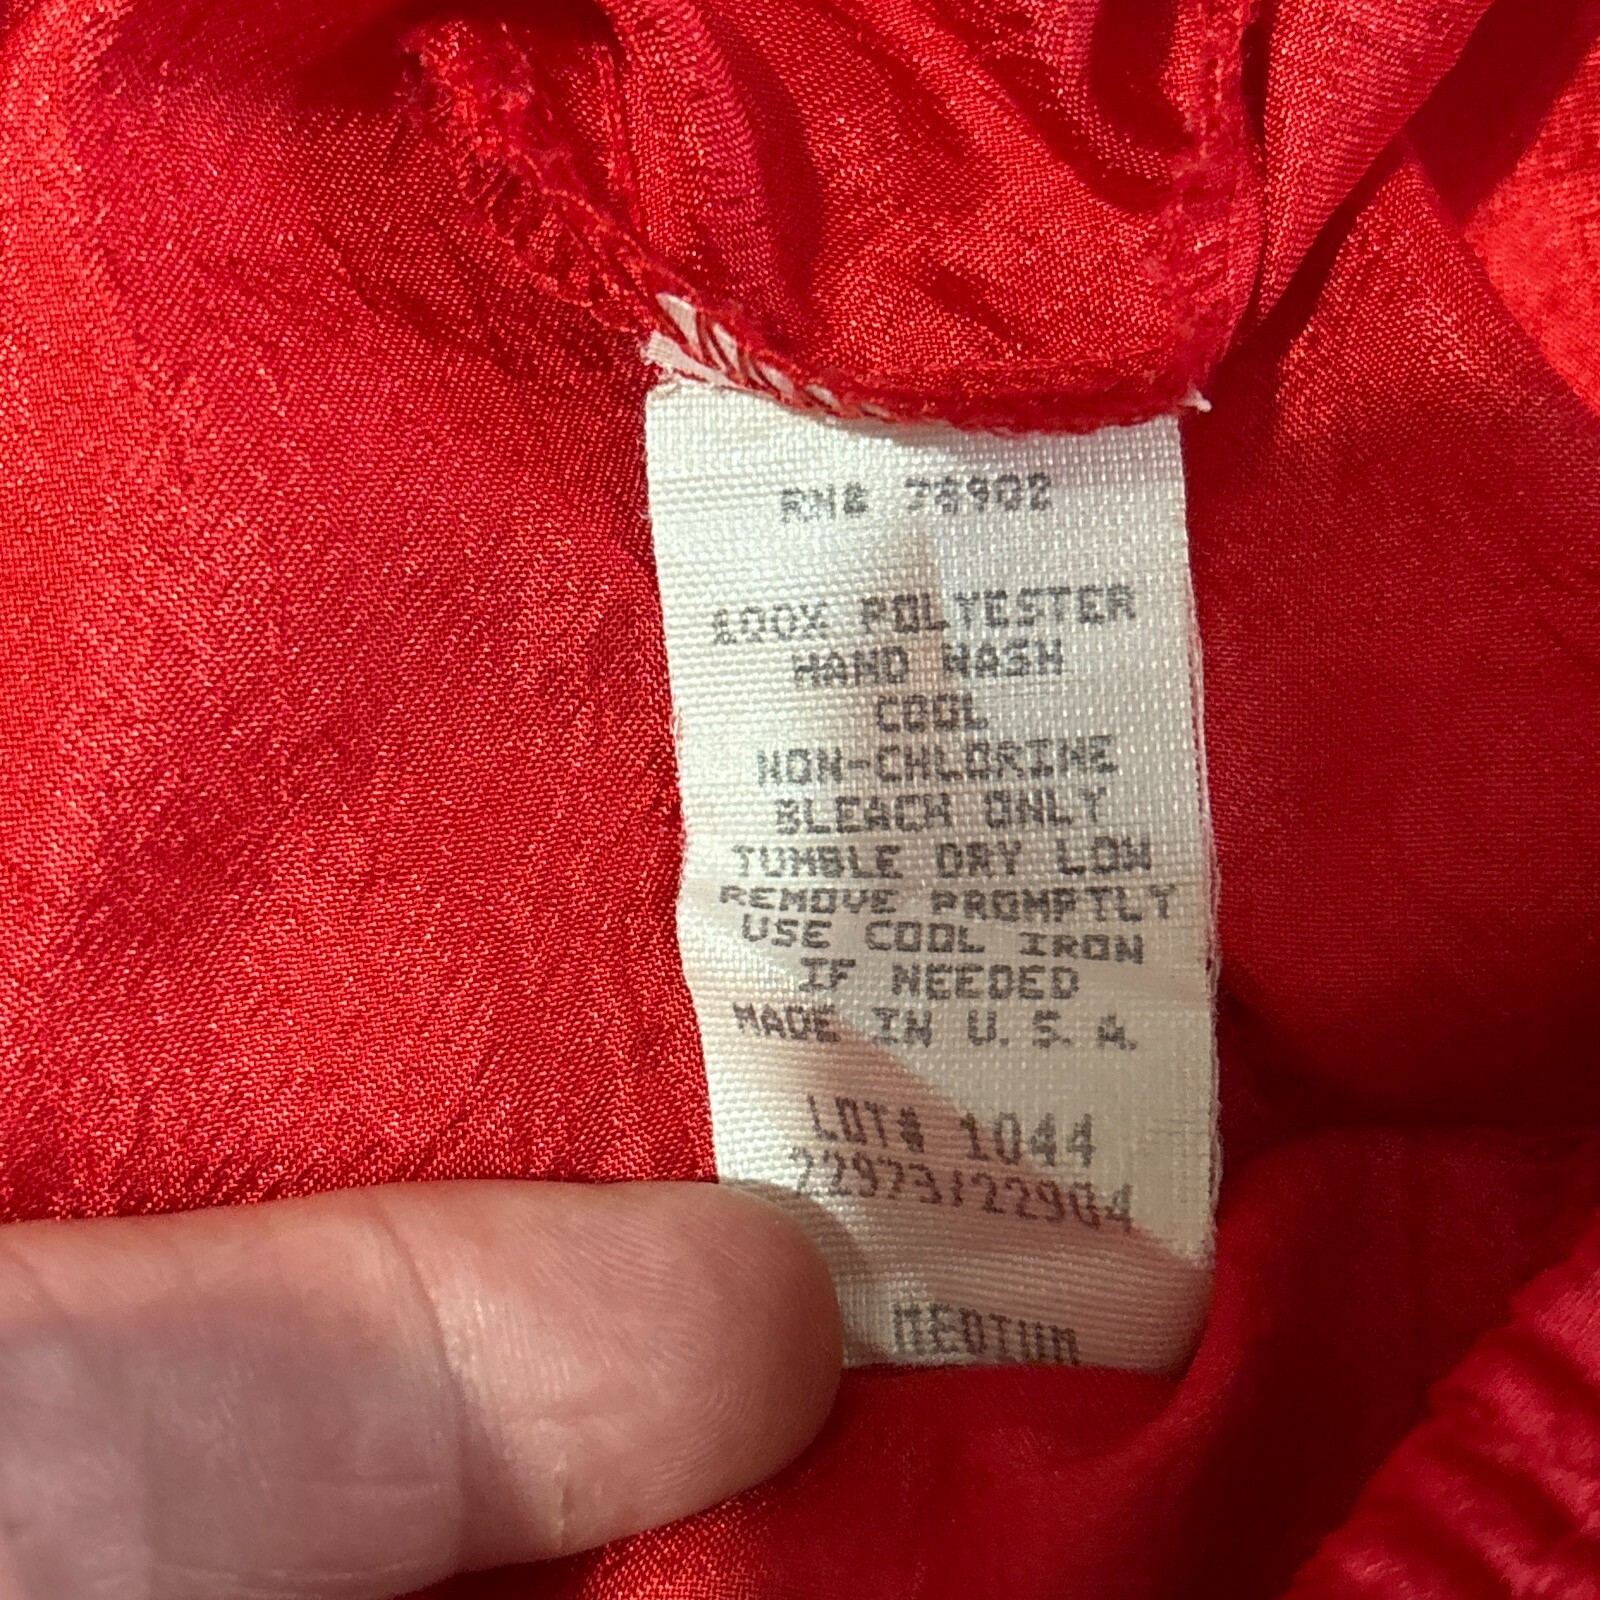 RN# 78902
100% POLYESTER
HAND WASH
COOL
NON-CHLORINE
BLEACH ONLY
TUMBLE DRY LOW
REMOVE PROMPTLY
USE COOL IRON
IF NEEDED
MADE IN U.S.A.
LOT# 1044
22973/22904
MEDIUM